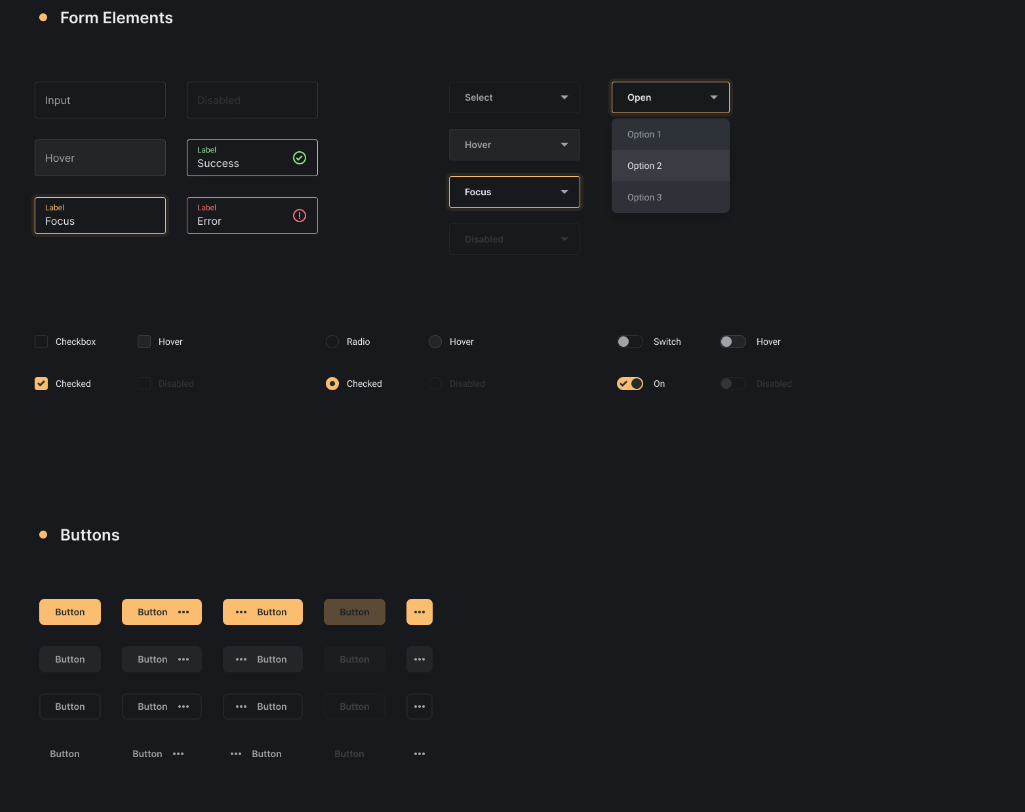 Form Elements
Input
Disabled
Hover
Label
Success
Label
Focus
Label
Error
Select
Hover
Focus
Disabled
Open
Option 1
Option 2
Option 3
Checkbox
Hover
Checked
Disabled
Radio
Hover
Checked
Disabled
Switch
Hover
On
Disabled
Buttons
Button Button Button Button
Button Button Button Button
Button Button Button Button
Button Button Button Button